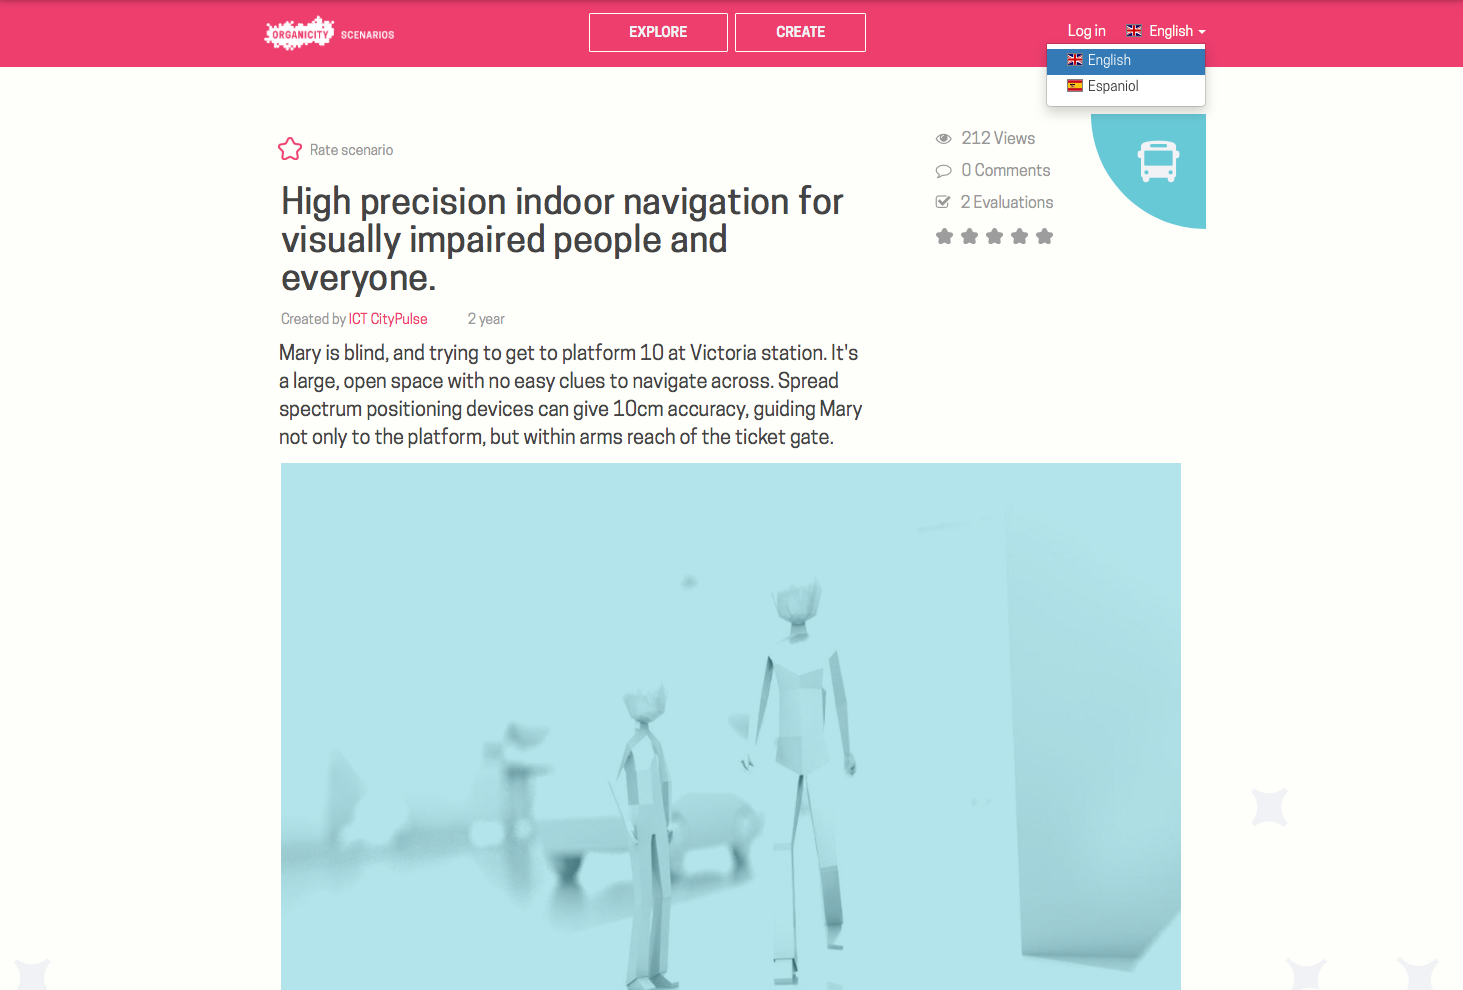 ORGANICITY SCENARIOS
EXPLORE
CREATE
Log in
English
English
Espaniol
Rate scenario
212 Views
0 Comments
2 Evaluations
High precision indoor navigation for
visually impaired people and
everyone.
Created by ICT CityPulse 2 year
Mary is blind, and trying to get to platform 10 at Victoria station. It's
a large, open space with no easy clues to navigate across. Spread
spectrum positioning devices can give 10cm accuracy, guiding Mary
not only to the platform, but within arms reach of the ticket gate.